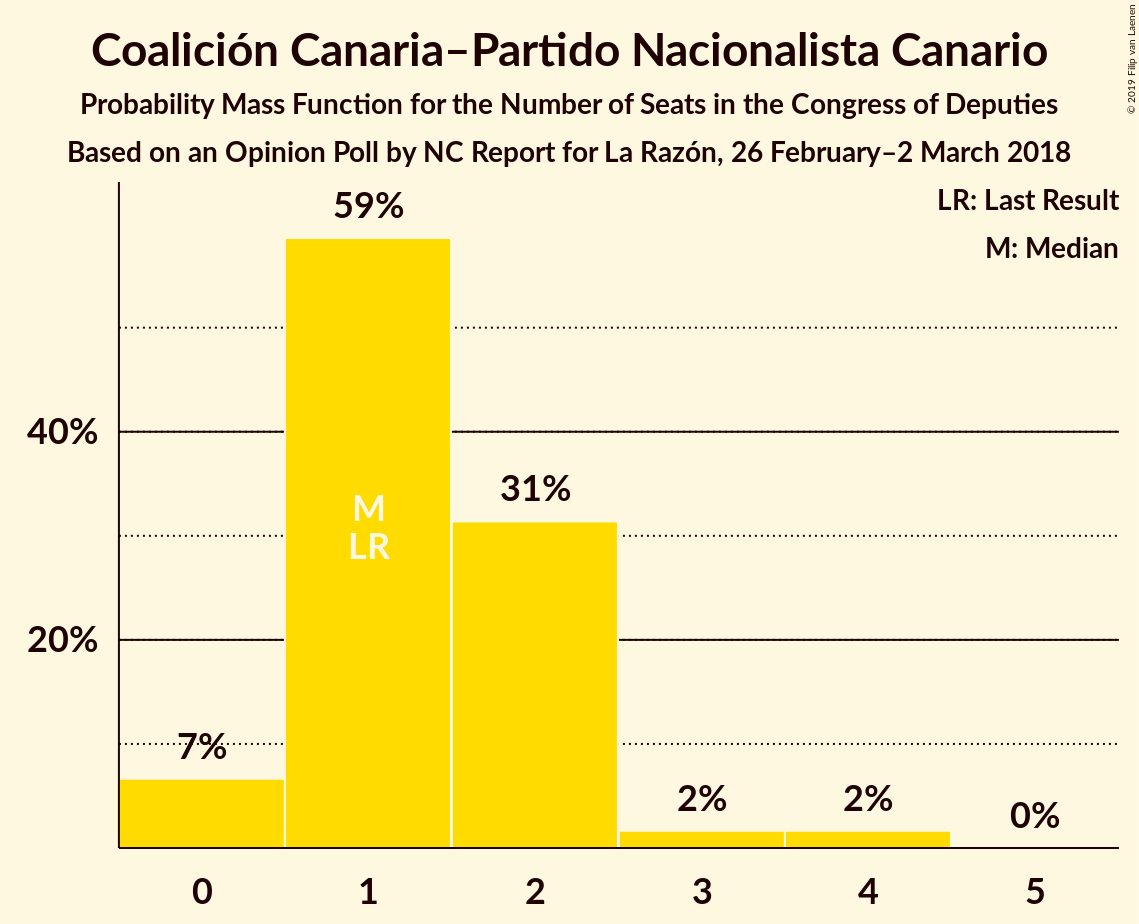 Coalición Canaria–Partido Nacionalista Canario
Probability Mass Function for the Number of Seats in the Congress of Deputies
Based on an Opinion Poll by NC Report for La Razón, 26 February–2 March 2018
© 2019 Filip van Laenen
LR: Last Result
M: Median
59%
40%
31%
M
LR
20%
7%
2%
2%
0%
0
1
2
3
4
5